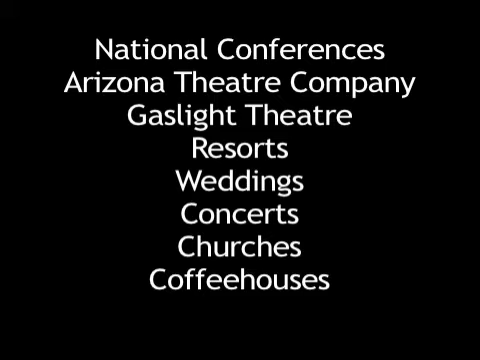 National Conferences
Arizona Theatre Company
Gaslight Theatre
Resorts
Weddings
Concerts
Churches
Coffeehouses